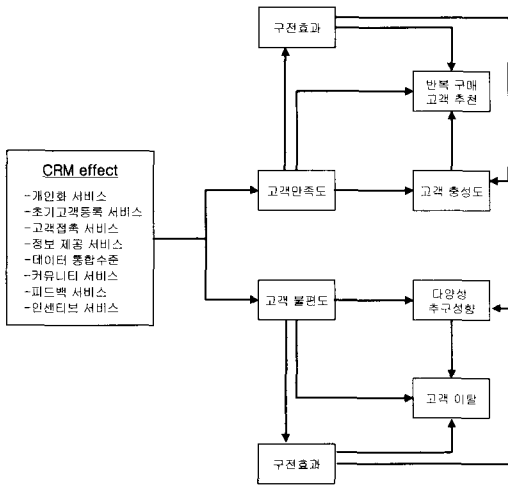 구전효과
반복 구매
고객 추천
CRM effect
-개인화 서비스
-초기고객등록 서비스
-고객접촉 서비스
-정보 제공 서비스
-데이터 통합수준
-커뮤니티 서비스
-피드백 서비스
-인센티브 서비스
고객만족도
고객 충성도
고객 불편도
다양성
추구성향
고객 이탈
구전효과